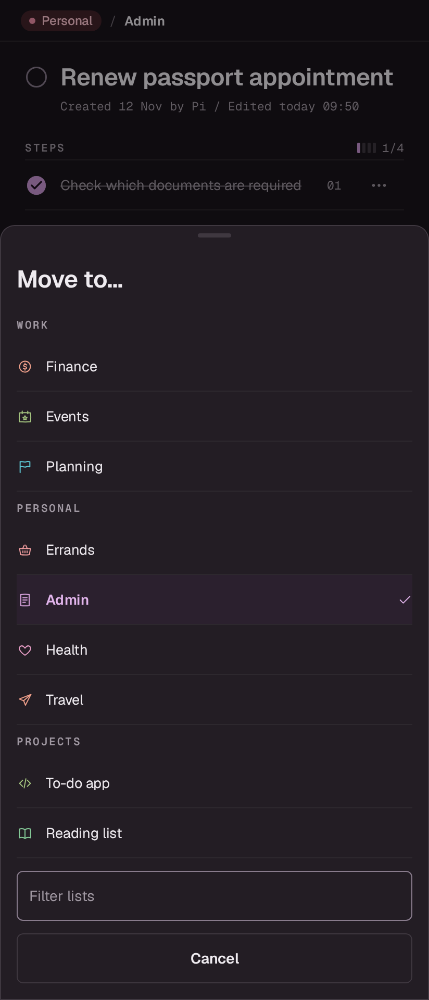 Personal / Admin
Renew passport appointment
Created 12 Nov by Pi / Edited today 09:50
STEPS 1/4
Check which documents are required 01
Move to…
WORK
Finance
Events
Planning
PERSONAL
Errands
Admin
Health
Travel
PROJECTS
To-do app
Reading list
Filter lists
Cancel